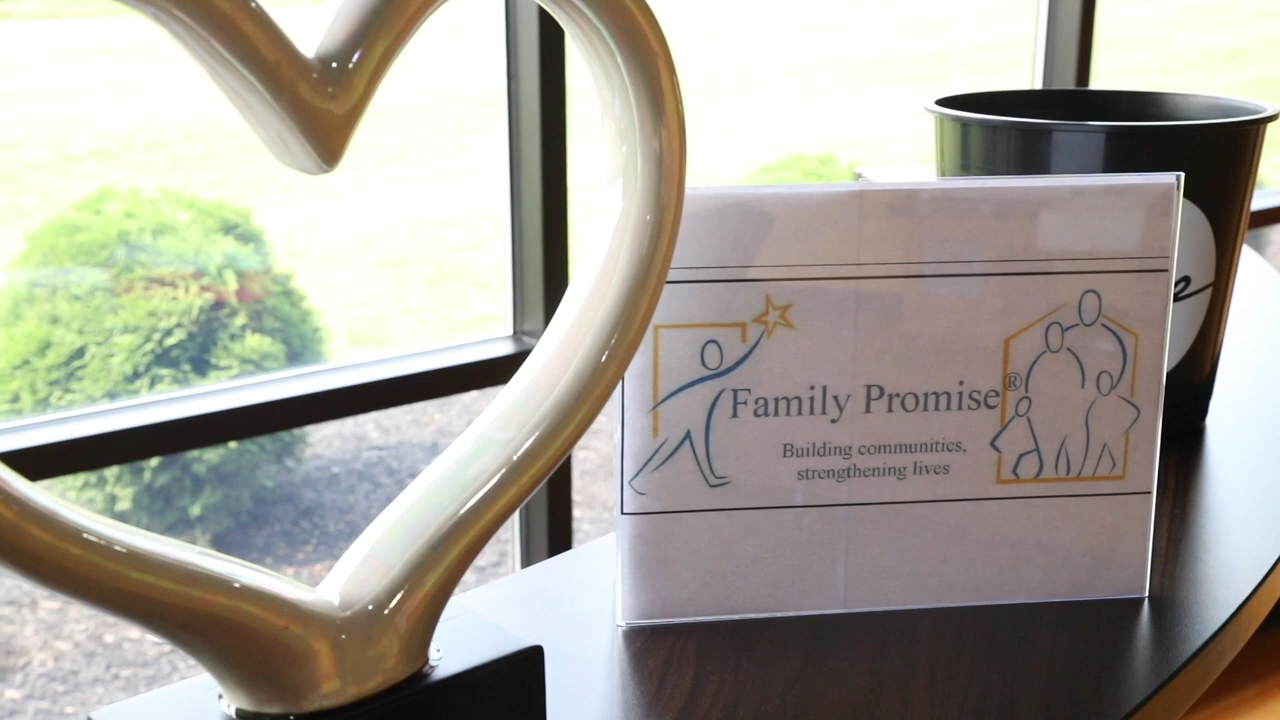 Family Promise®
Building communities,
strengthening lives